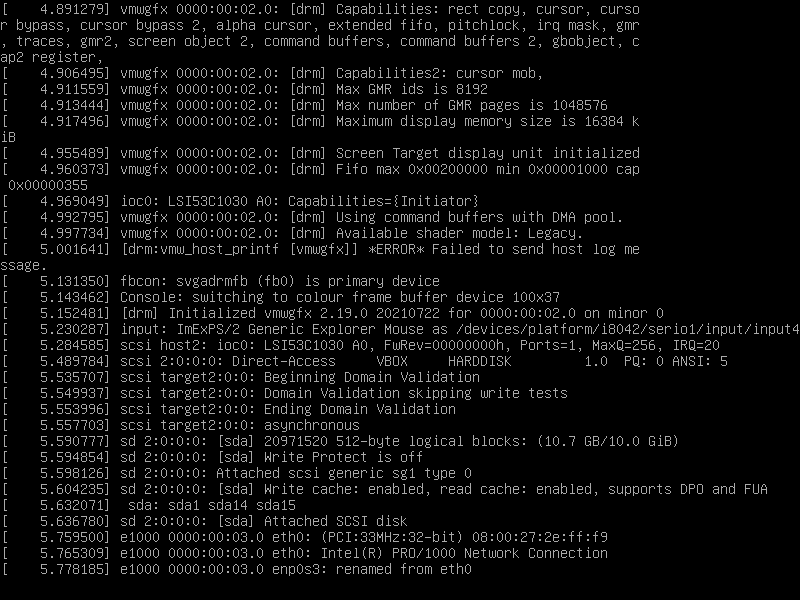 [    4.891279] vmwgfx 0000:00:02.0: [drm] Capabilities: rect copy, cursor, curso
r bypass, cursor bypass 2, alpha cursor, extended fifo, pitchlock, irq mask, gmr
, traces, gmr2, screen object 2, command buffers, command buffers 2, gbobject, c
ap2 register,
[    4.906495] vmwgfx 0000:00:02.0: [drm] Capabilities2: cursor mob,
[    4.911559] vmwgfx 0000:00:02.0: [drm] Max GMR ids is 8192
[    4.913444] vmwgfx 0000:00:02.0: [drm] Max number of GMR pages is 1048576
[    4.917496] vmwgfx 0000:00:02.0: [drm] Maximum display memory size is 16384 k
iB
[    4.955489] vmwgfx 0000:00:02.0: [drm] Screen Target display unit initialized
[    4.960373] vmwgfx 0000:00:02.0: [drm] Fifo max 0x00200000 min 0x00001000 cap
 0x00000355
[    4.969049] ioc0: LSI53C1030 A0: Capabilities={Initiator}
[    4.992795] vmwgfx 0000:00:02.0: [drm] Using command buffers with DMA pool.
[    4.997734] vmwgfx 0000:00:02.0: [drm] Available shader model: Legacy.
[    5.001641] [drm:vmw_host_printf [vmwgfx]] *ERROR* Failed to send host log me
ssage.
[    5.131350] fbcon: svgadrmfb (fb0) is primary device
[    5.143462] Console: switching to colour frame buffer device 100x37
[    5.152481] [drm] Initialized vmwgfx 2.19.0 20210722 for 0000:00:02.0 on minor 0
[    5.230287] input: ImExPS/2 Generic Explorer Mouse as /devices/platform/i8042/serio1/input/input4
[    5.284585] scsi host2: ioc0: LSI53C1030 A0, FwRev=00000000h, Ports=1, MaxQ=256, IRQ=20
[    5.489784] scsi 2:0:0:0: Direct-Access     VBOX     HARDDISK         1.0  PQ: 0 ANSI: 5
[    5.535707] scsi target2:0:0: Beginning Domain Validation
[    5.549937] scsi target2:0:0: Domain Validation skipping write tests
[    5.553996] scsi target2:0:0: Ending Domain Validation
[    5.557703] scsi target2:0:0: asynchronous
[    5.590777] sd 2:0:0:0: [sda] 20971520 512-byte logical blocks: (10.7 GB/10.0 GiB)
[    5.594854] sd 2:0:0:0: [sda] Write Protect is off
[    5.598126] sd 2:0:0:0: Attached scsi generic sg1 type 0
[    5.604235] sd 2:0:0:0: [sda] Write cache: enabled, read cache: enabled, supports DPO and FUA
[    5.632071]  sda: sda1 sda14 sda15
[    5.636780] sd 2:0:0:0: [sda] Attached SCSI disk
[    5.759500] e1000 0000:00:03.0 eth0: (PCI:33MHz:32-bit) 08:00:27:2e:ff:f9
[    5.765309] e1000 0000:00:03.0 eth0: Intel(R) PRO/1000 Network Connection
[    5.778185] e1000 0000:00:03.0 enp0s3: renamed from eth0